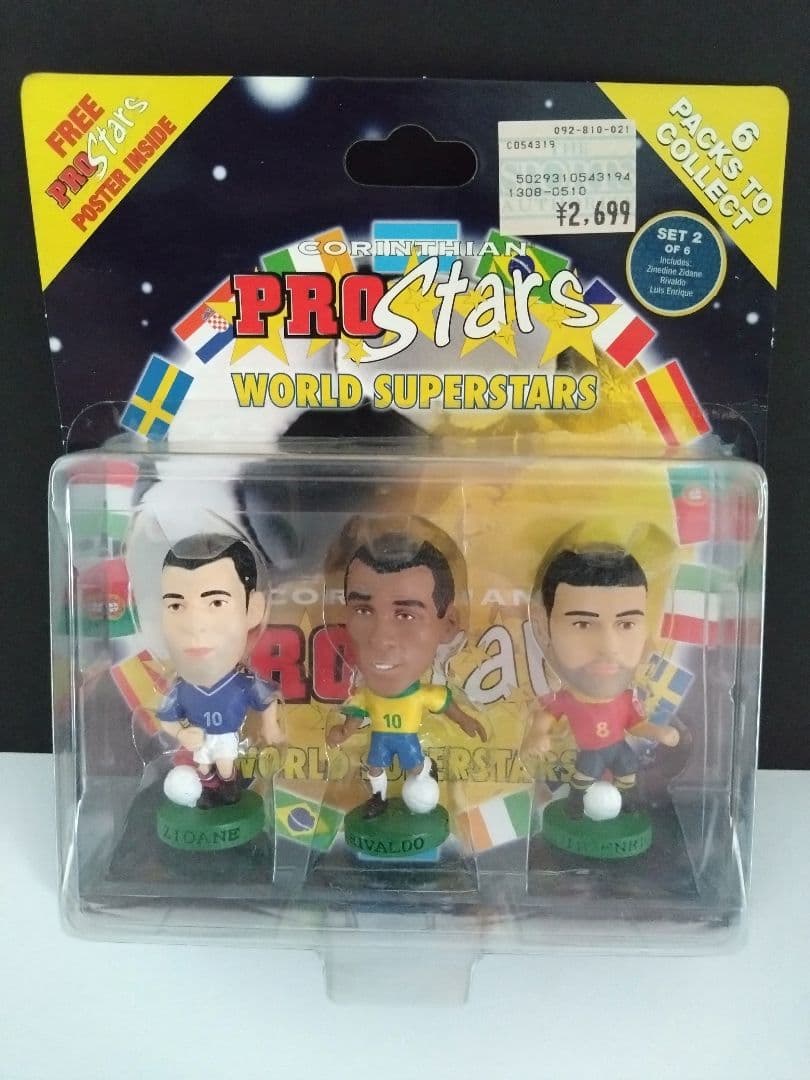 FREE
PROStars
POSTER INSIDE
6
PACKS TO
COLLECT
092-810-021
C054319
5029310543194
1308-0510
¥2,699
SET 2
OF 6
Includes:
Zinedine Zidane
Rivaldo
Luis Enrique
CORINTHIAN
PROStars
WORLD SUPERSTARS
10
10
8
ZIDANE
RIVALDO